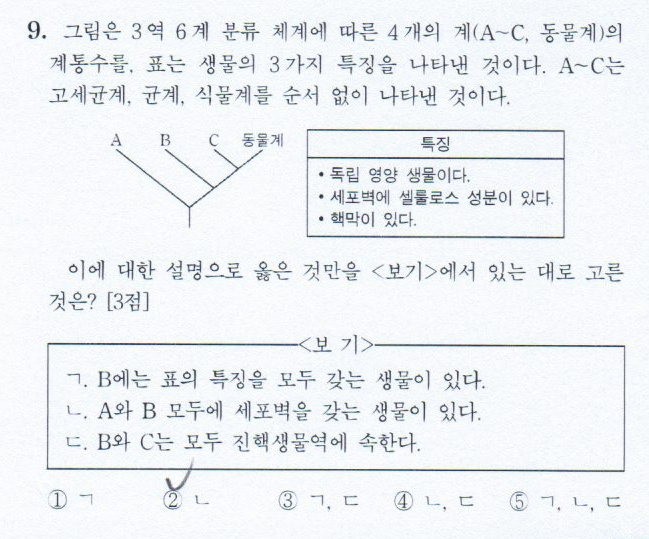 9. 그림은 3역 6계 분류 체계에 따른 4개의 계(A~C, 동물계)의
계통수를, 표는 생물의 3가지 특징을 나타낸 것이다. A~C는
고세균계, 균계, 식물계를 순서 없이 나타낸 것이다.
A B C 동물계
특징
• 독립 영양 생물이다.
• 세포벽에 셀룰로스 성분이 있다.
• 핵막이 있다.
이에 대한 설명으로 옳은 것만을 <보기>에서 있는 대로 고른
것은? [3점]
<보 기>
ㄱ. B에는 표의 특징을 모두 갖는 생물이 있다.
ㄴ. A와 B 모두에 세포벽을 갖는 생물이 있다.
ㄷ. B와 C는 모두 진핵생물역에 속한다.
① ㄱ ② ㄴ ③ ㄱ, ㄷ ④ ㄴ, ㄷ ⑤ ㄱ, ㄴ, ㄷ